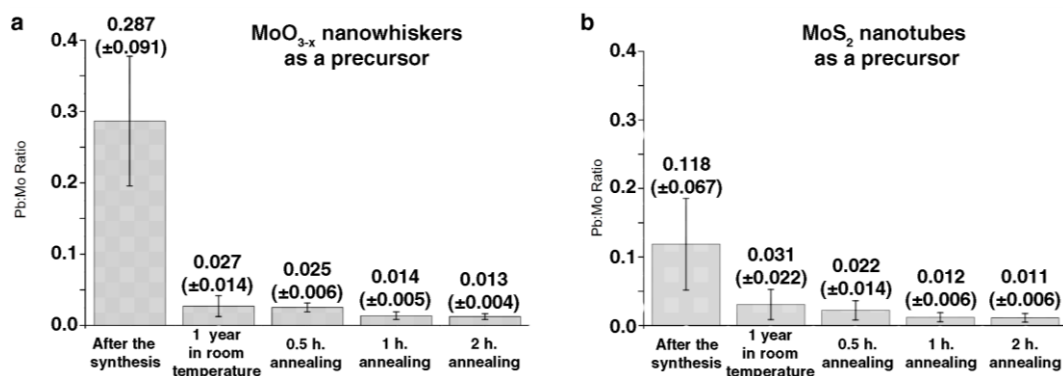 a
MoO3-x nanowhiskers
as a precursor
0.287
(±0.091)
0.027
(±0.014)
0.025
(±0.006)
0.014
(±0.005)
0.013
(±0.004)
Pb:Mo Ratio
0.4
0.3
0.2
0.1
0.0
After the
synthesis
1 year
in room
temperature
0.5 h.
annealing
1 h.
annealing
2 h.
annealing
b
MoS2 nanotubes
as a precursor
0.118
(±0.067)
0.031
(±0.022)
0.022
(±0.014)
0.012
(±0.006)
0.011
(±0.006)
Pb:Mo Ratio
0.4
0.3
0.2
0.1
0.0
After the
synthesis
1 year
in room
temperature
0.5 h.
annealing
1 h.
annealing
2 h.
annealing